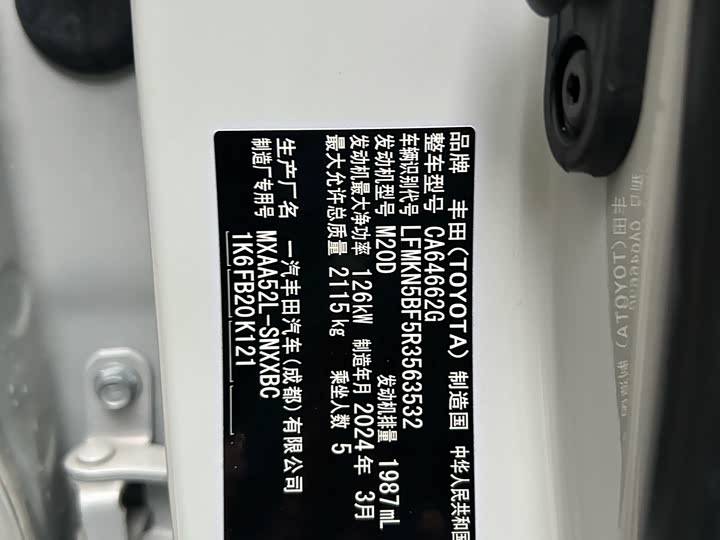 品牌 丰田(TOYOTA) 制造国 中华人民共和国
整车型号 CA64662G
车辆识别代号 LFMKN5BF5R3563532
发动机型号 M20D 发动机排量 1987mL
发动机最大净功率 126kW 制造年月 2024年 3月
最大允许总质量 2115kg 乘坐人数 5
生产厂名 一汽丰田汽车(成都)有限公司
制造厂专用号 MXAA52L-SNXXBC
1K6FB20K121